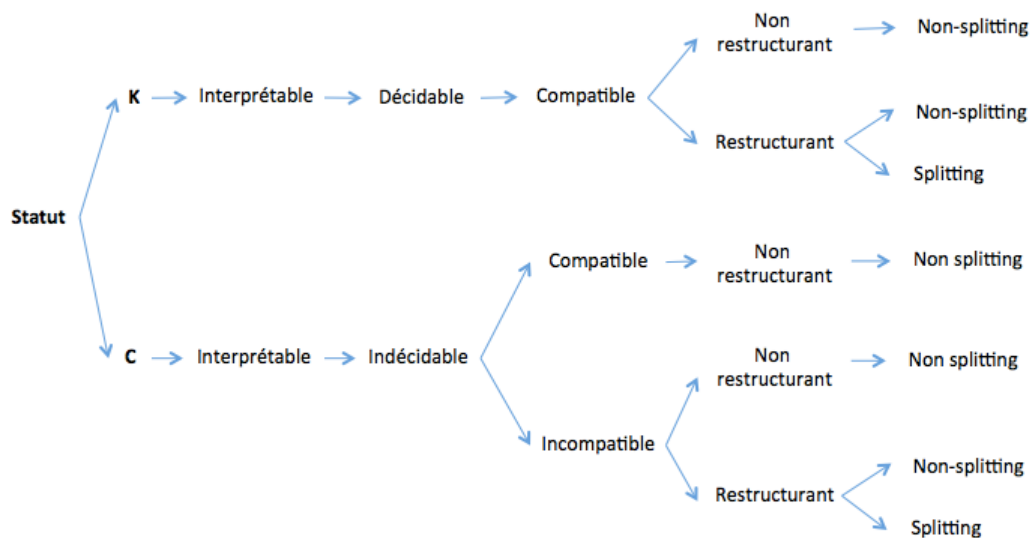 Non
restructurant
Non-splitting
K
Interprétable
Décidable
Compatible
Non-splitting
Restructurant
Splitting
Statut
Compatible
Non
restructurant
Non splitting
C
Interprétable
Indécidable
Non
restructurant
Non splitting
Incompatible
Non-splitting
Restructurant
Splitting